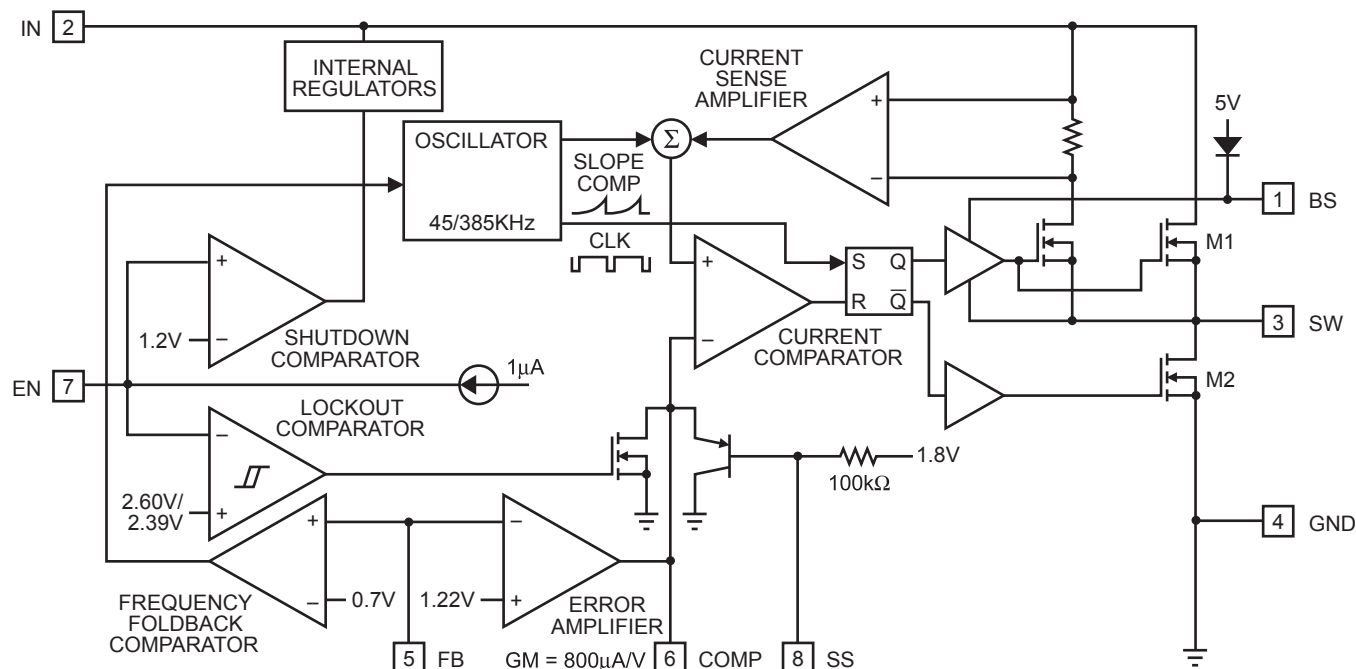 IN 2
INTERNAL
REGULATORS
CURRENT
SENSE
AMPLIFIER
+
−
5V
OSCILLATOR
45/385KHz
Σ
SLOPE
COMP
CLK
1 BS
M1
+
−
1.2V
SHUTDOWN
COMPARATOR
+
−
CURRENT
COMPARATOR
S Q
R Q̅
3 SW
M2
EN 7
1µA
LOCKOUT
COMPARATOR
−
+
2.60V/
2.39V
1.8V
100kΩ
4 GND
+
−
0.7V
FREQUENCY
FOLDBACK
COMPARATOR
−
+
1.22V
ERROR
AMPLIFIER
5 FB
GM = 800µA/V
6 COMP
8 SS